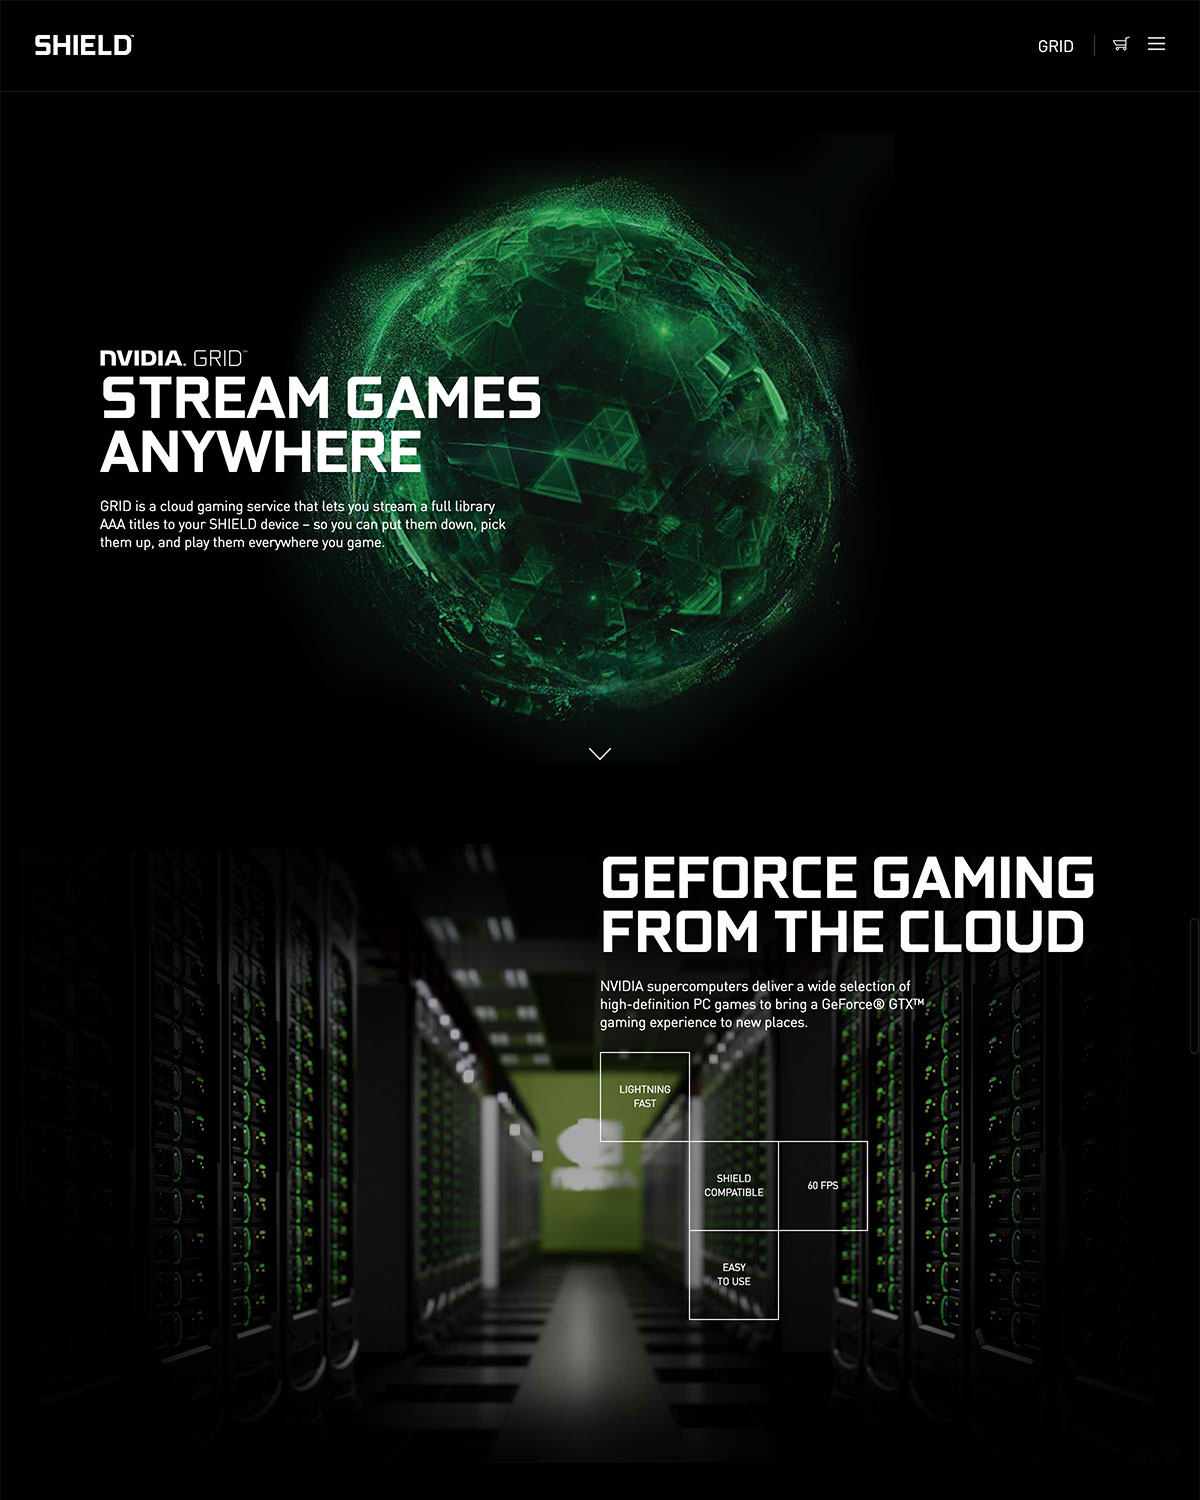 SHIELD™
GRID
NVIDIA. GRID™
STREAM GAMES
ANYWHERE
GRID is a cloud gaming service that lets you stream a full library
AAA titles to your SHIELD device – so you can put them down, pick
them up, and play them everywhere you game.
GEFORCE GAMING
FROM THE CLOUD
NVIDIA supercomputers deliver a wide selection of
high-definition PC games to bring a GeForce® GTX™
gaming experience to new places.
LIGHTNING
FAST
SHIELD
COMPATIBLE
60 FPS
EASY
TO USE